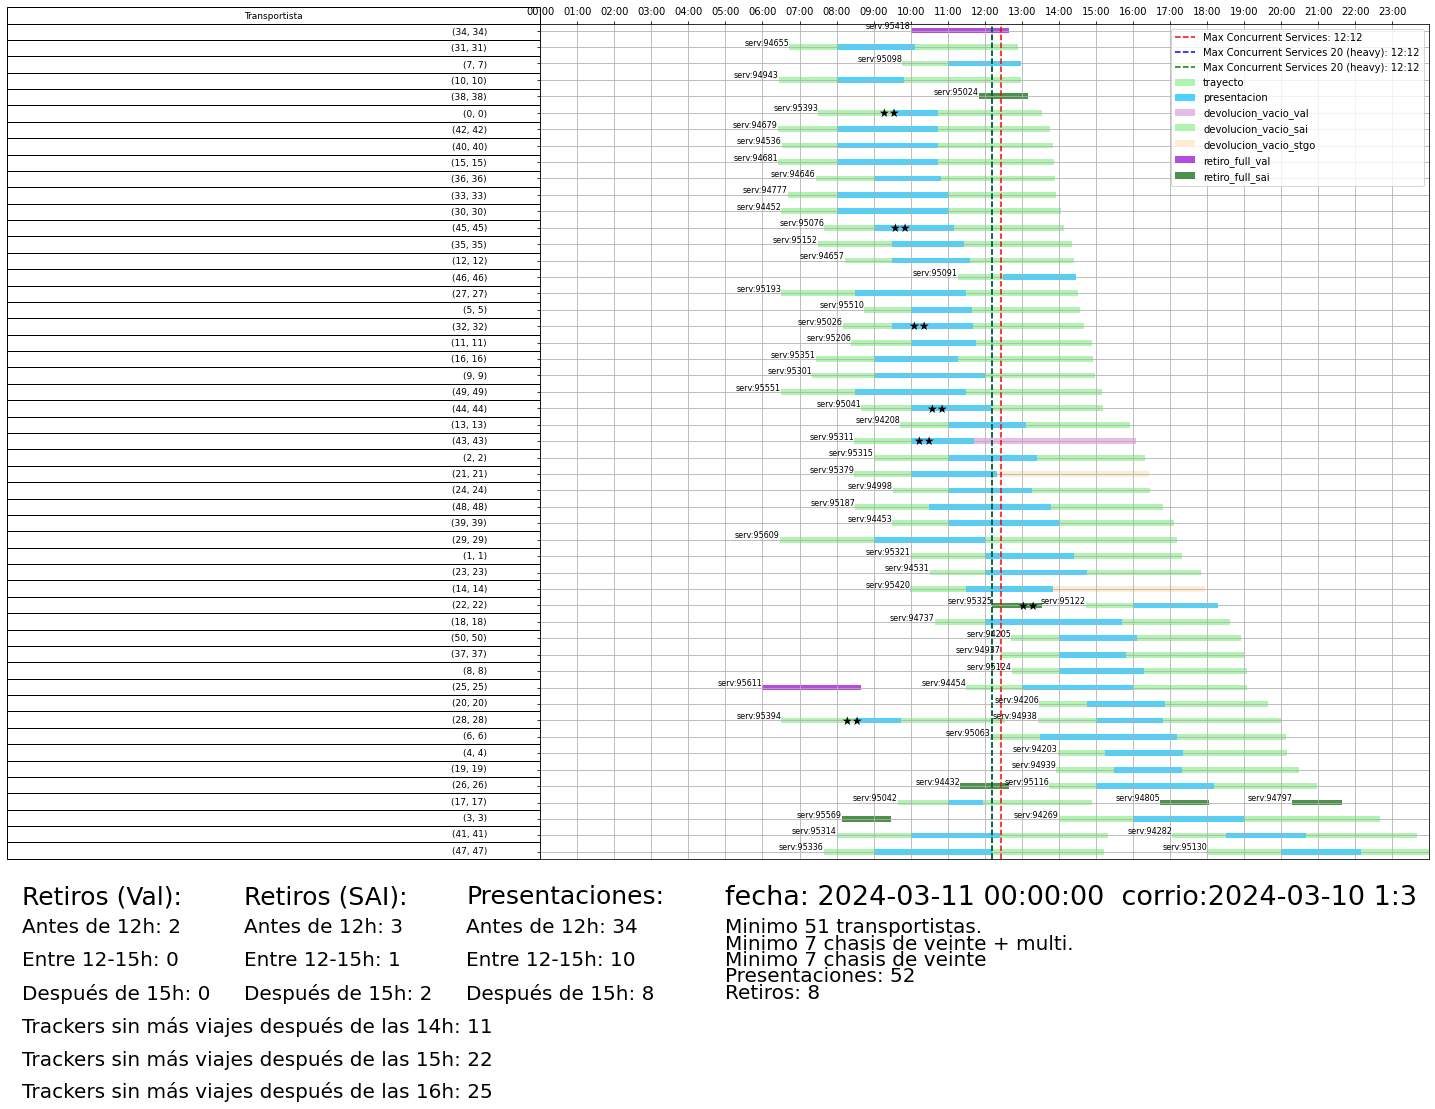 Transportista
00:00 01:00 02:00 03:00 04:00 05:00 06:00 07:00 08:00 09:00 10:00 11:00 12:00 13:00 14:00 15:00 16:00 17:00 18:00 19:00 20:00 21:00 22:00 23:00
(34, 34) serv:95418
(31, 31) serv:94655
(7, 7) serv:95098
(10, 10) serv:94943
(38, 38) serv:95024
(0, 0) serv:95393
(42, 42) serv:94679
(40, 40) serv:94536
(15, 15) serv:94681
(36, 36) serv:94646
(33, 33) serv:94777
(30, 30) serv:94452
(45, 45) serv:95076
(35, 35) serv:95152
(12, 12) serv:94657
(46, 46) serv:95091
(27, 27) serv:95193
(5, 5) serv:95510
(32, 32) serv:95026
(11, 11) serv:95206
(16, 16) serv:95351
(9, 9) serv:95301
(49, 49) serv:95551
(44, 44) serv:95041
(13, 13) serv:94208
(43, 43) serv:95311
(2, 2) serv:95315
(21, 21) serv:95379
(24, 24) serv:94998
(48, 48) serv:95187
(39, 39) serv:94453
(29, 29) serv:95609
(1, 1) serv:95321
(23, 23) serv:94531
(14, 14) serv:95420
(22, 22) serv:95325 serv:95122
(18, 18) serv:94737
(50, 50) serv:94205
(37, 37) serv:94937
(8, 8) serv:95124
(25, 25) serv:95611 serv:94454
(20, 20) serv:94206
(28, 28) serv:95394 serv:94938
(6, 6) serv:95063
(4, 4) serv:94203
(19, 19) serv:94939
(26, 26) serv:94432 serv:95116
(17, 17) serv:95042 serv:94805 serv:94797
(3, 3) serv:95569 serv:94269
(41, 41) serv:95314 serv:94282
(47, 47) serv:95336 serv:95130
Max Concurrent Services: 12:12
Max Concurrent Services 20 (heavy): 12:12
Max Concurrent Services 20 (heavy): 12:12
trayecto
presentacion
devolucion_vacio_val
devolucion_vacio_sai
devolucion_vacio_stgo
retiro_full_val
retiro_full_sai
Retiros (Val):
Antes de 12h: 2
Entre 12-15h: 0
Después de 15h: 0
Retiros (SAI):
Antes de 12h: 3
Entre 12-15h: 1
Después de 15h: 2
Presentaciones:
Antes de 12h: 34
Entre 12-15h: 10
Después de 15h: 8
Trackers sin más viajes después de las 14h: 11
Trackers sin más viajes después de las 15h: 22
Trackers sin más viajes después de las 16h: 25
fecha: 2024-03-11 00:00:00 corrio:2024-03-10 1:3
Minimo 51 transportistas.
Minimo 7 chasis de veinte + multi.
Minimo 7 chasis de veinte
Presentaciones: 52
Retiros: 8